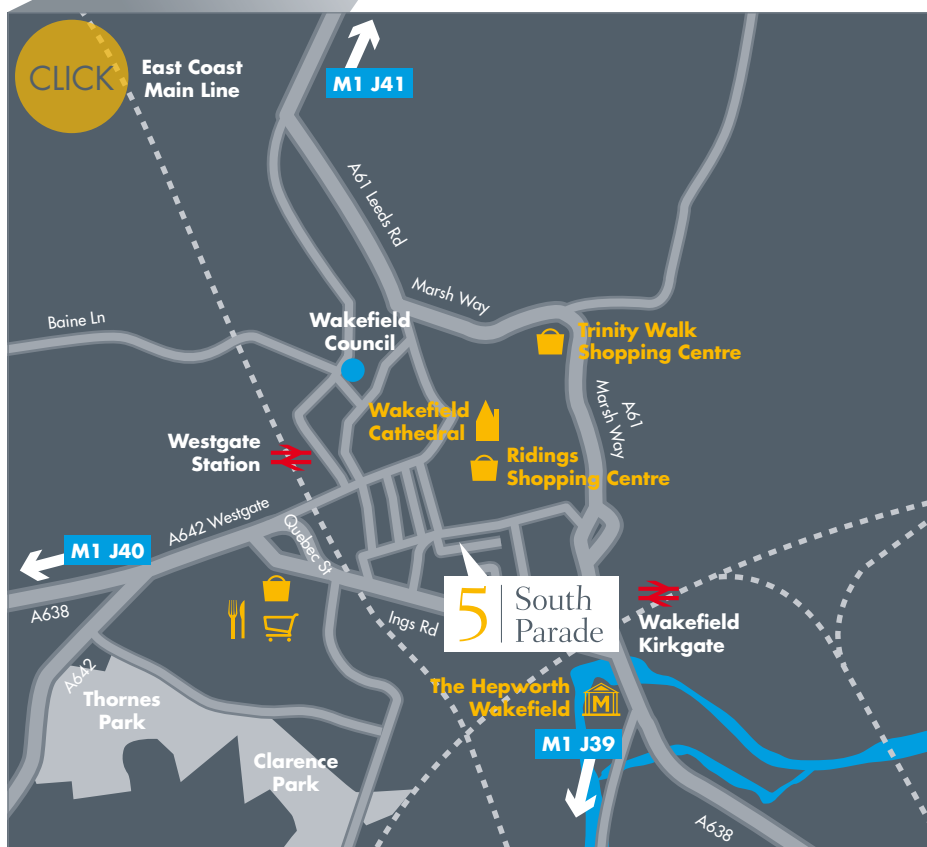 CLICK
East Coast
Main Line
M1 J41
A61 Leeds Rd
Marsh Way
Baine Ln
Wakefield
Council
Trinity Walk
Shopping Centre
A61
Marsh Way
Wakefield
Cathedral
Westgate
Station
Ridings
Shopping Centre
A642 Westgate
Quebec St
M1 J40
A638
Ings Rd
5
South
Parade
Wakefield
Kirkgate
A642
Thornes
Park
The Hepworth
Wakefield
M
M1 J39
Clarence
Park
A638